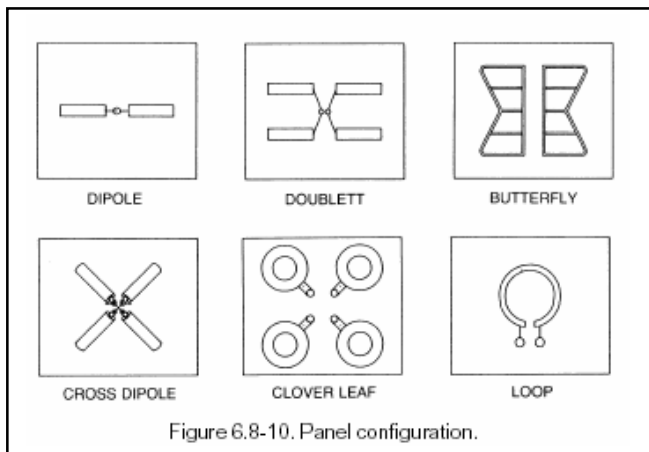 DIPOLE
DOUBLETT
BUTTERFLY
CROSS DIPOLE
CLOVER LEAF
LOOP
Figure 6.8-10. Panel configuration.